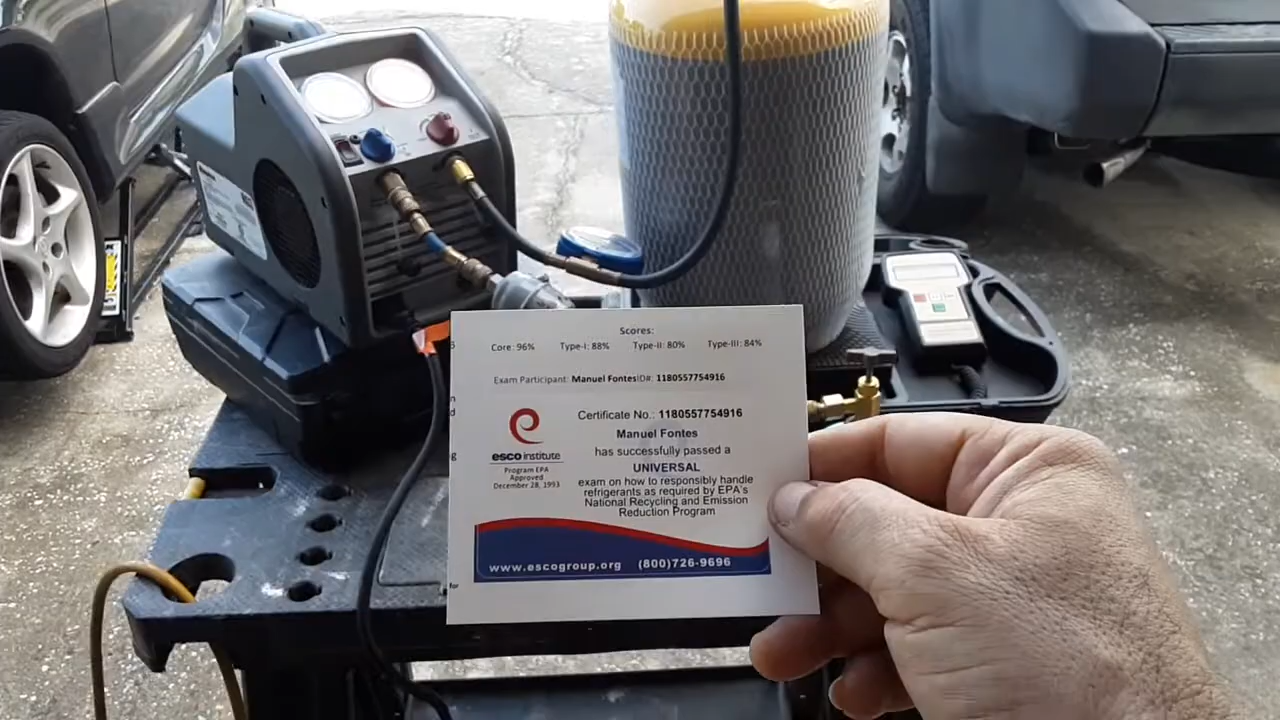 Scores:
Core: 96% Type-I: 88% Type-II: 80% Type-III: 84%
Exam Participant: Manuel FontesID#: 1180557754916
Certificate No.: 1180557754916
Manuel Fontes
has successfully passed a
UNIVERSAL
exam on how to responsibly handle
refrigerants as required by EPA's
National Recycling and Emission
Reduction Program
esco institute
Program EPA
Approved
December 28, 1993
www.escogroup.org (800)726-9696
for